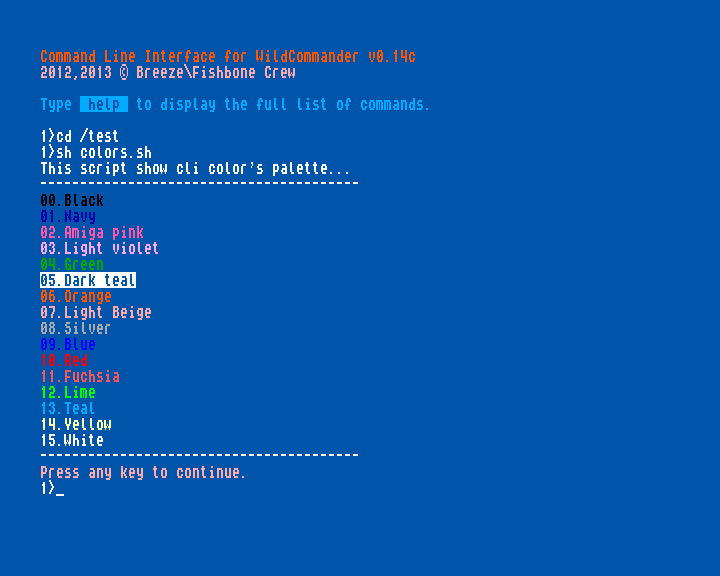 Command Line Interface for WildCommander v0.14c
2012,2013 © Breeze\Fishbone Crew
Type help to display the full list of commands.
1>cd /test
1>sh colors.sh
This script show cli color's palette...
----------------------------------------
00.Black
01.Navy
02.Amiga pink
03.Light violet
04.Green
05.Dark teal
06.Orange
07.Light Beige
08.Silver
09.Blue
10.Red
11.Fuchsia
12.Lime
13.Teal
14.Yellow
15.White
----------------------------------------
Press any key to continue.
1>_